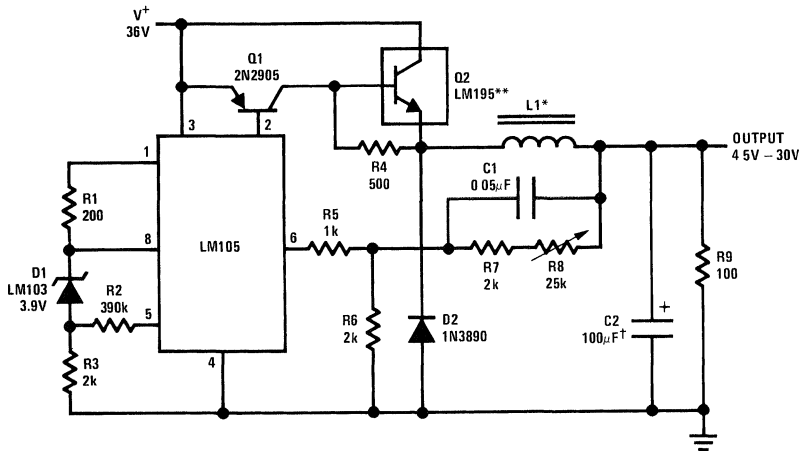 V+
36V
Q1
2N2905
Q2
LM195**
L1*
OUTPUT
4 5V – 30V
3
2
1
R4
500
C1
0 05μF
R1
200
LM105
6
R5
1k
8
R7
2k
R8
25k
R9
100
D1
LM103
3.9V
R2
390k
5
R6
2k
D2
1N3890
C2
100μF†
+
R3
2k
4